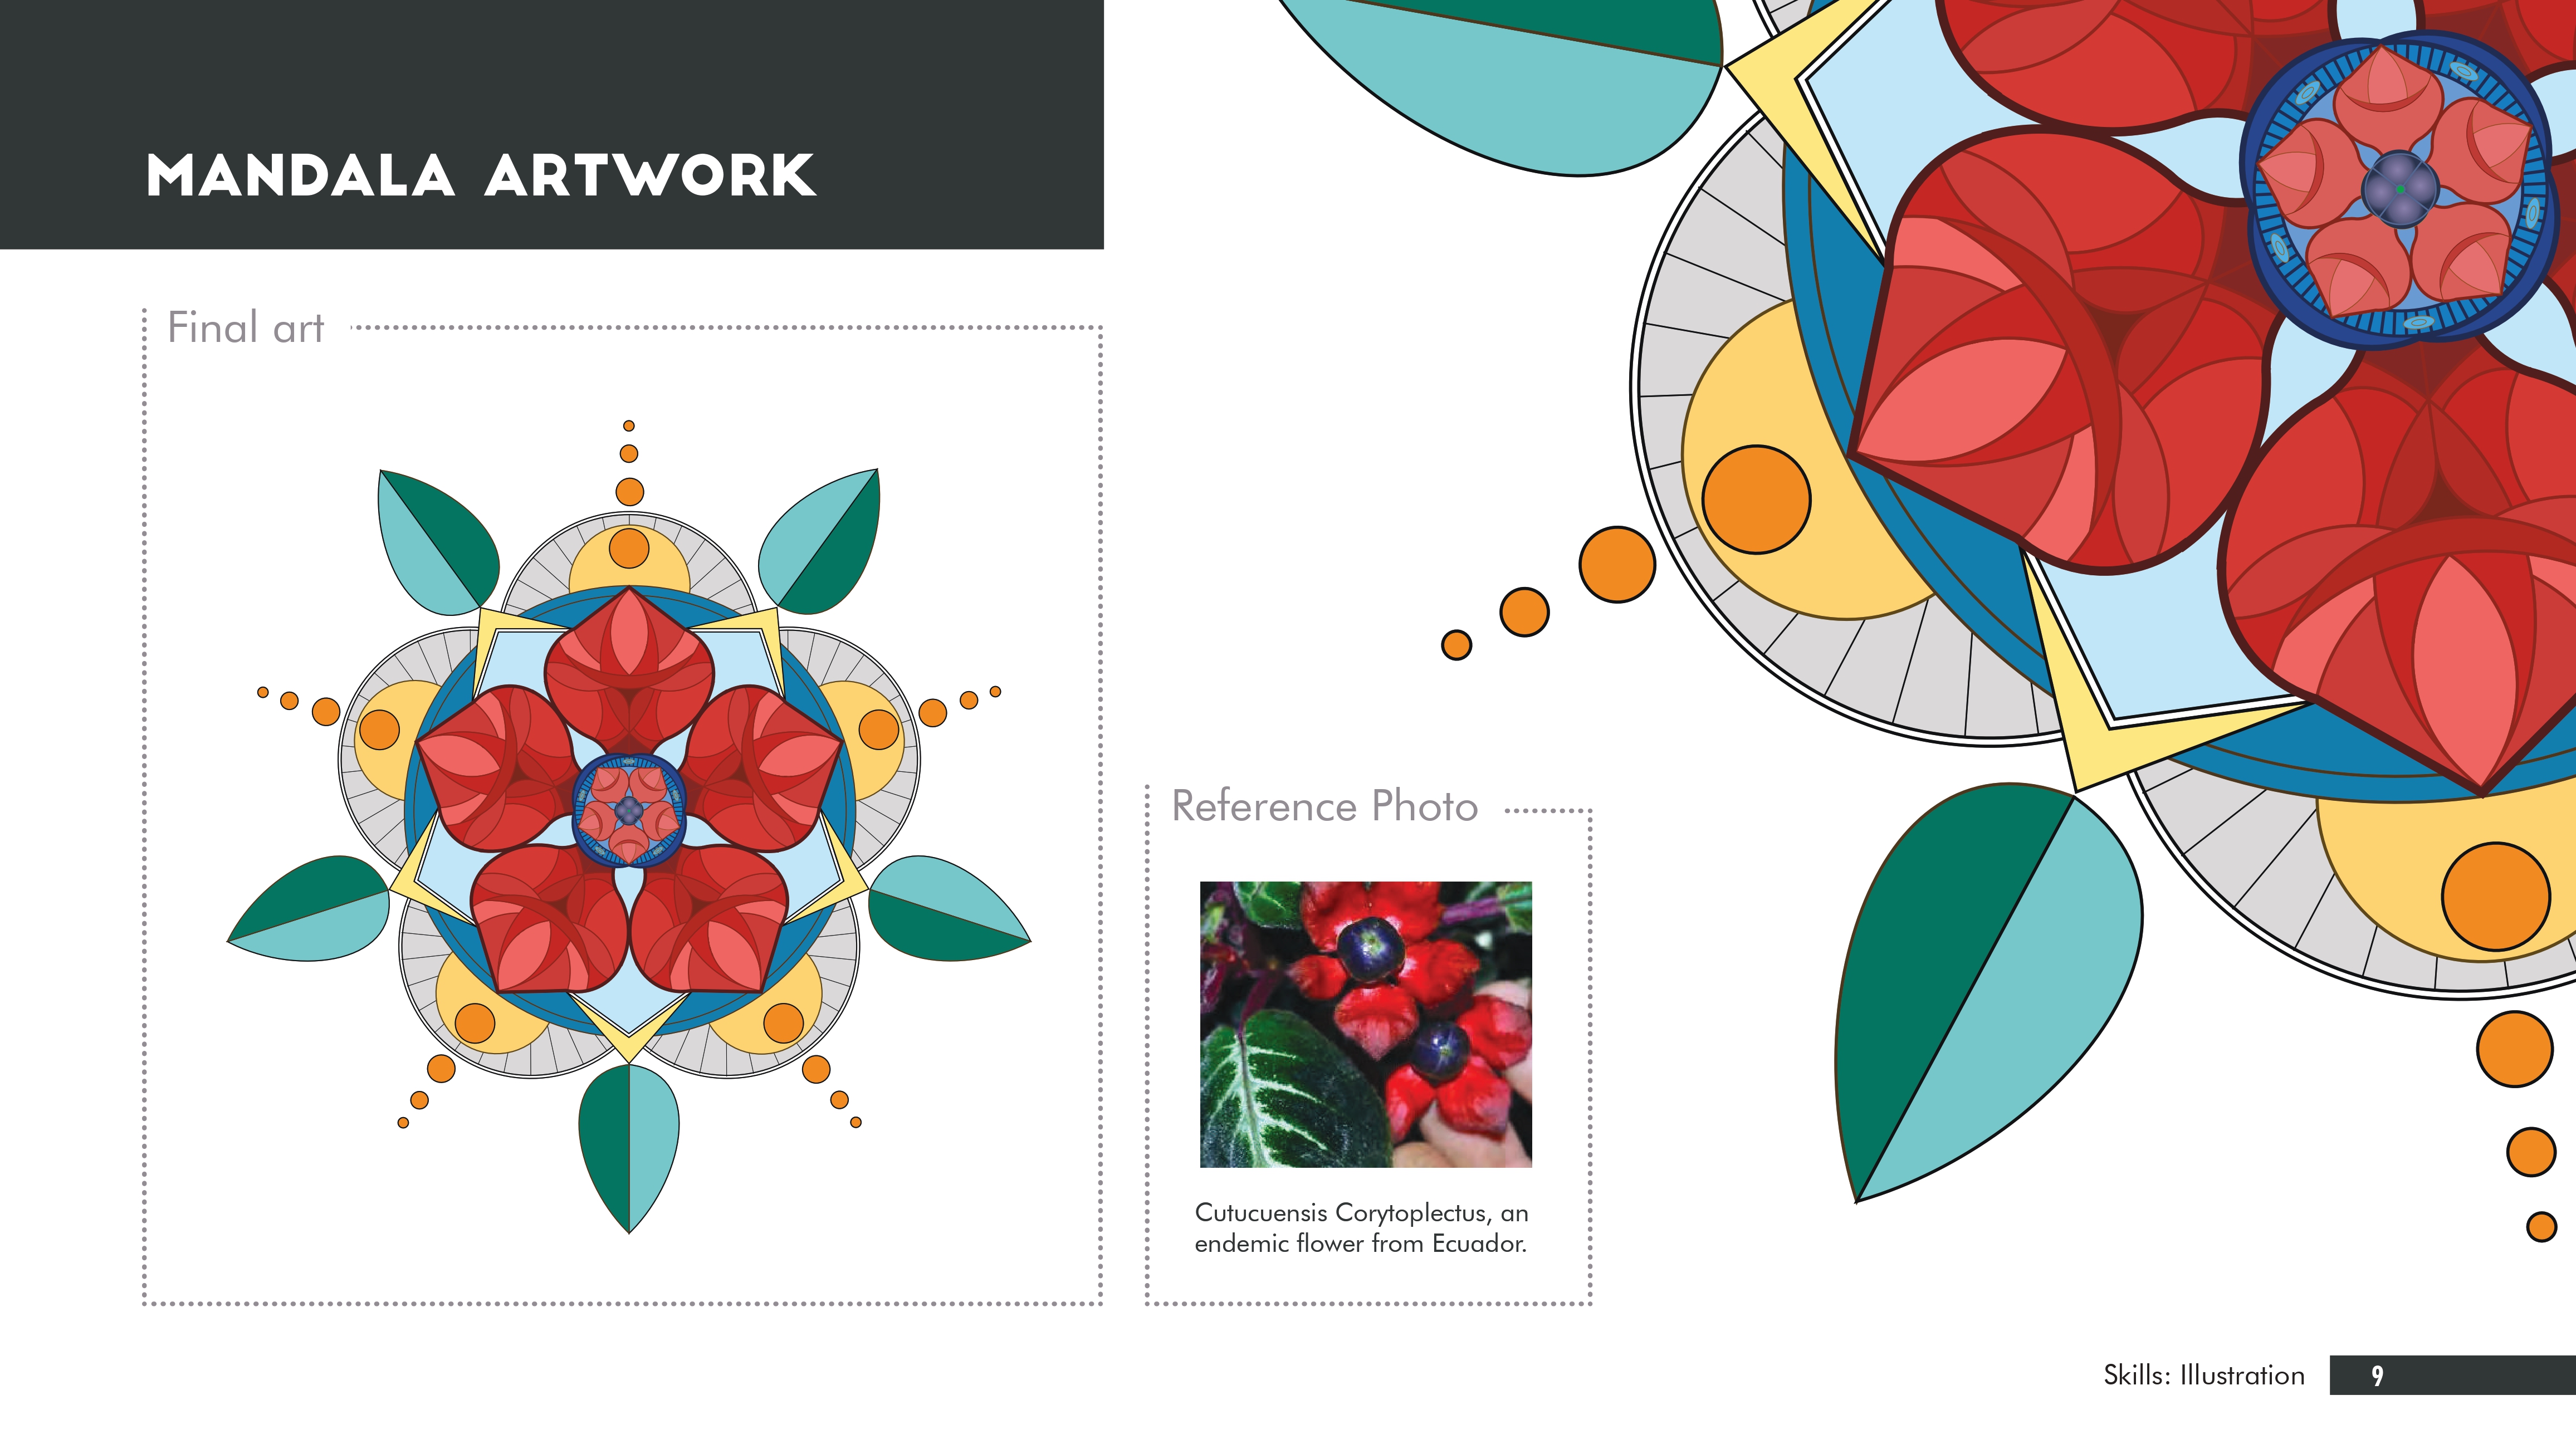 MANDALA ARTWORK
Final art
Reference Photo
Cutucuensis Corytoplectus, an
endemic flower from Ecuador.
Skills: Illustration
9